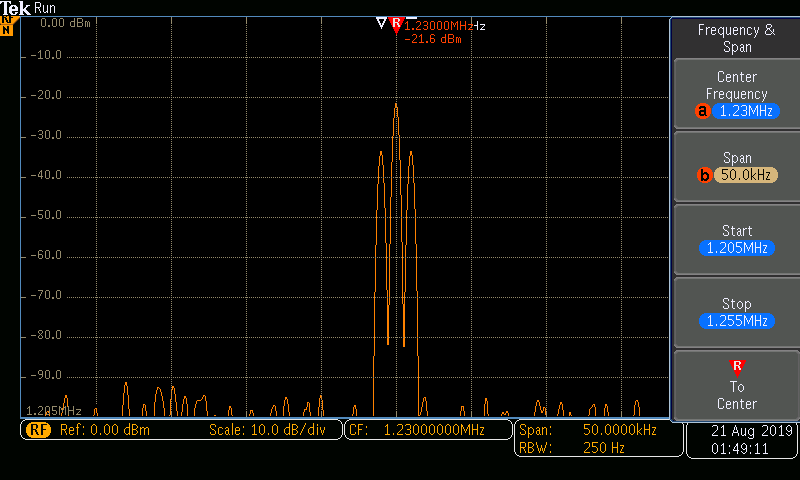 Tek Run
RF
N
0.00 dBm
R 1.23000MHz
-21.6 dBm
-10.0
-20.0
-30.0
-40.0
-50.0
-60.0
-70.0
-80.0
-90.0
1.205MHz
Frequency &
Span
Center
Frequency
a 1.23MHz
Span
b 50.0kHz
Start
1.205MHz
Stop
1.255MHz
R
To
Center
RF Ref: 0.00 dBm Scale: 10.0 dB/div
CF: 1.23000000MHz
Span: 50.0000kHz
RBW: 250 Hz
21 Aug 2019
01:49:11